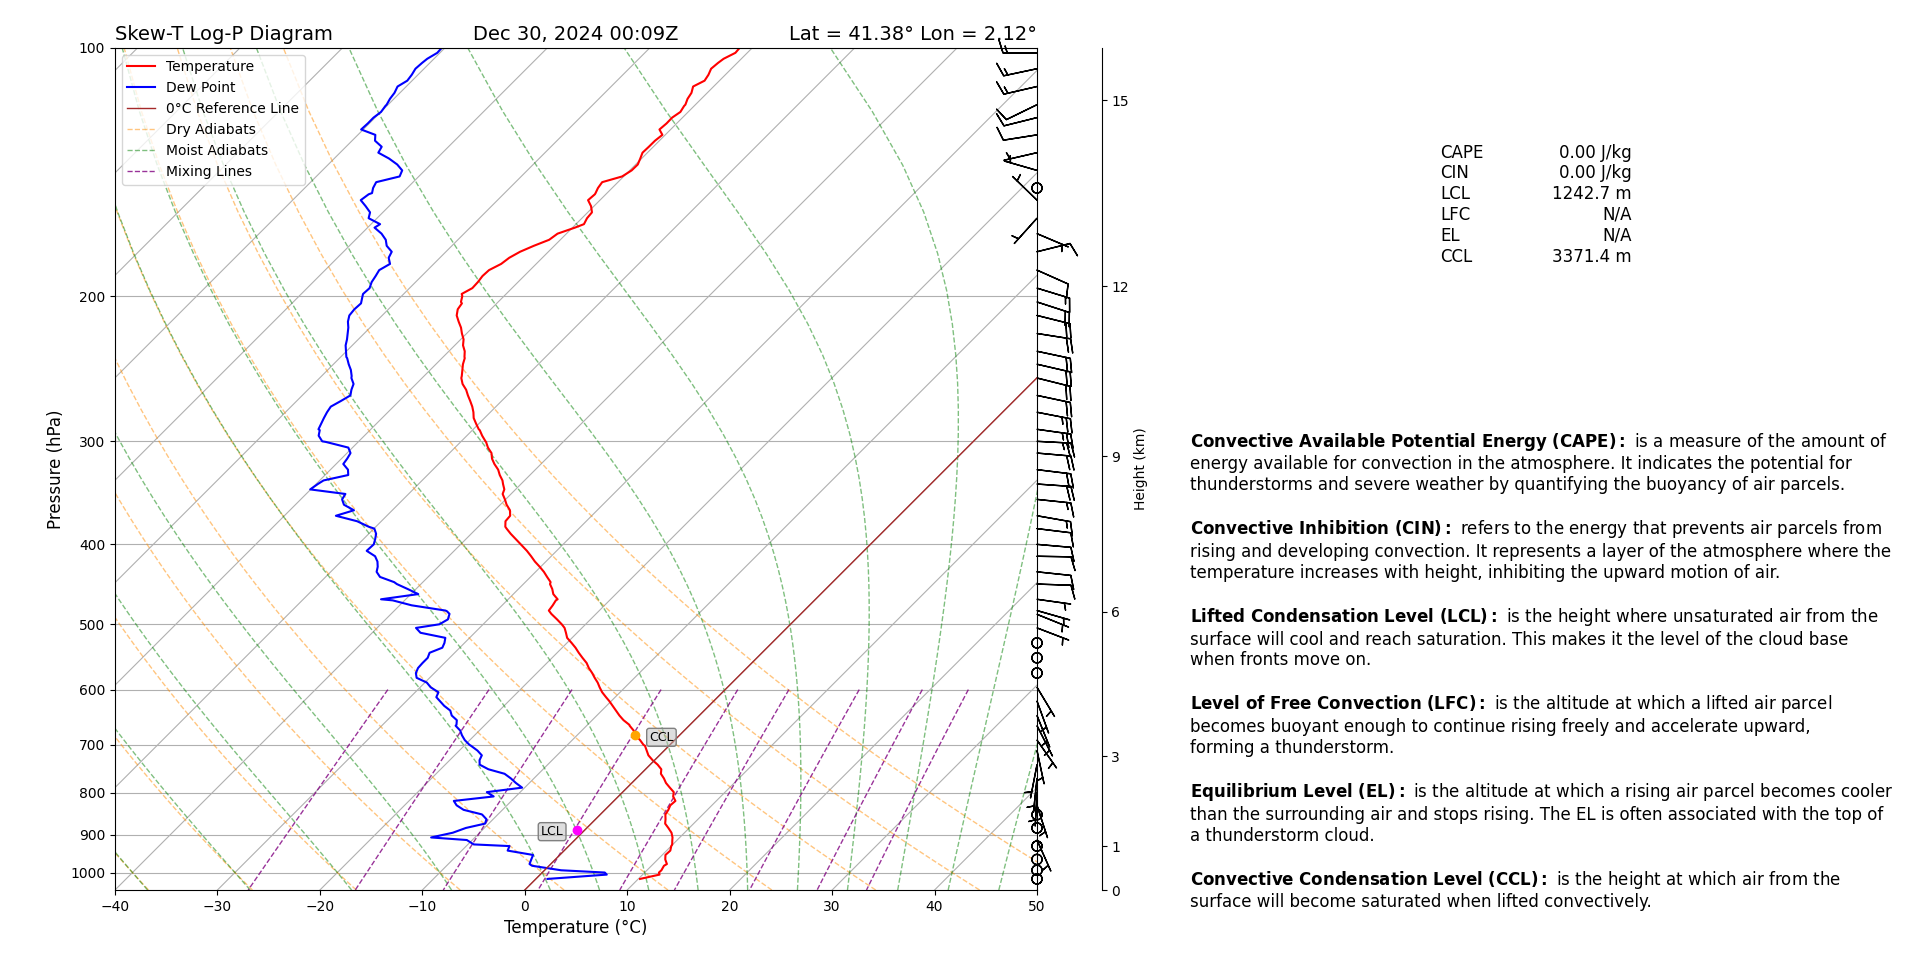 Skew-T Log-P Diagram
Dec 30, 2024 00:09Z
Lat = 41.38° Lon = 2.12°
Temperature
Dew Point
0°C Reference Line
Dry Adiabats
Moist Adiabats
Mixing Lines
100
200
300
400
500
600
700
800
900
1000
Pressure (hPa)
−40
−30
−20
−10
0
10
20
30
40
50
Temperature (°C)
CCL
LCL
15
12
9
6
3
1
0
Height (km)
CAPE 0.00 J/kg
CIN 0.00 J/kg
LCL 1242.7 m
LFC N/A
EL N/A
CCL 3371.4 m
Convective Available Potential Energy (CAPE): is a measure of the amount of
energy available for convection in the atmosphere. It indicates the potential for
thunderstorms and severe weather by quantifying the buoyancy of air parcels.
Convective Inhibition (CIN): refers to the energy that prevents air parcels from
rising and developing convection. It represents a layer of the atmosphere where the
temperature increases with height, inhibiting the upward motion of air.
Lifted Condensation Level (LCL): is the height where unsaturated air from the
surface will cool and reach saturation. This makes it the level of the cloud base
when fronts move on.
Level of Free Convection (LFC): is the altitude at which a lifted air parcel
becomes buoyant enough to continue rising freely and accelerate upward,
forming a thunderstorm.
Equilibrium Level (EL): is the altitude at which a rising air parcel becomes cooler
than the surrounding air and stops rising. The EL is often associated with the top of
a thunderstorm cloud.
Convective Condensation Level (CCL): is the height at which air from the
surface will become saturated when lifted convectively.